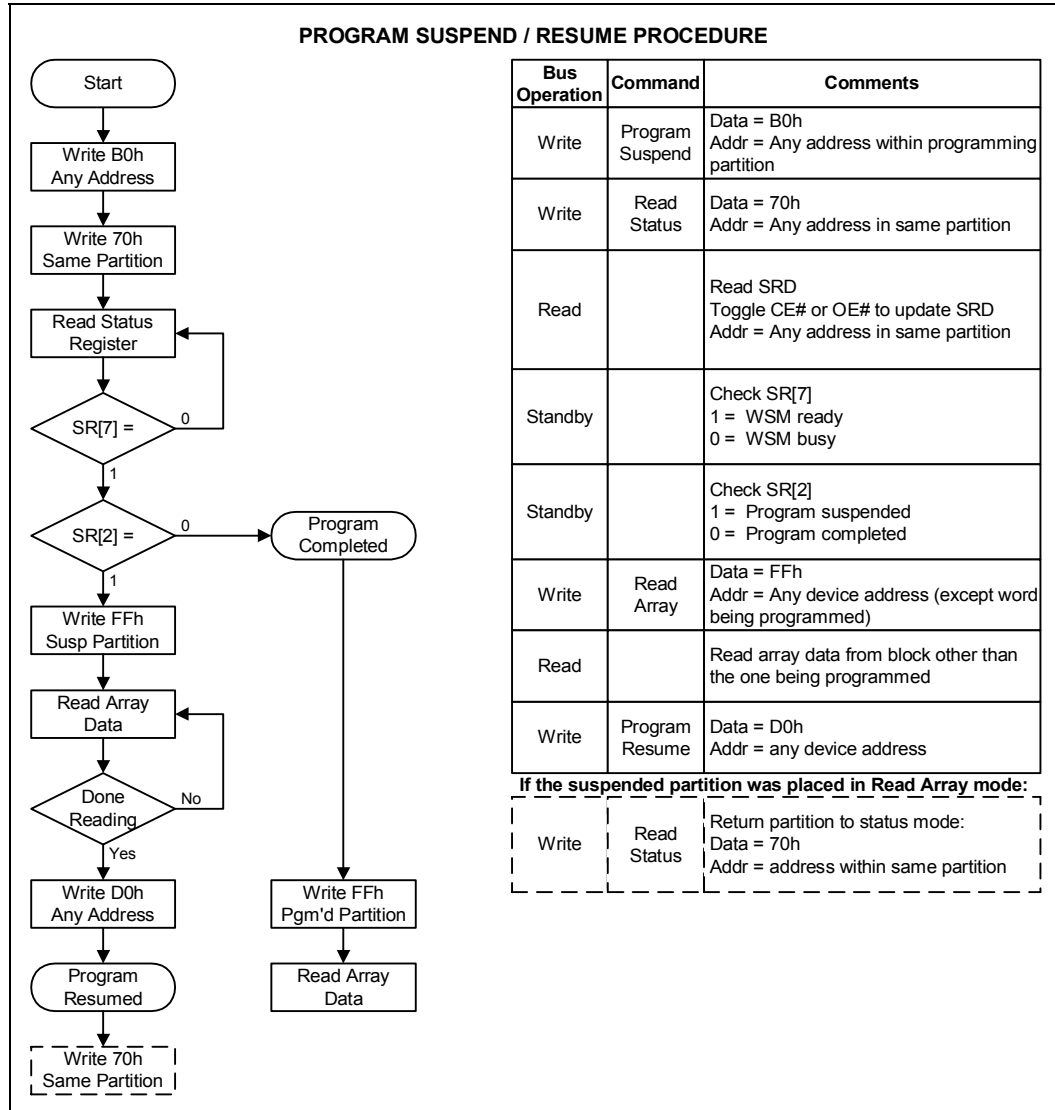 PROGRAM SUSPEND / RESUME PROCEDURE
Start
Write B0h
Any Address
Write 70h
Same Partition
Read Status
Register
SR[7] =
0
1
SR[2] =
0
1
Program
Completed
Write FFh
Susp Partition
Read Array
Data
Done
Reading
No
Yes
Write D0h
Any Address
Program
Resumed
Write 70h
Same Partition
Write FFh
Pgm'd Partition
Read Array
Data
Bus
Operation
Command
Comments
Write
Program
Suspend
Data = B0h
Addr = Any address within programming
partition
Write
Read
Status
Data = 70h
Addr = Any address in same partition
Read
Read SRD
Toggle CE# or OE# to update SRD
Addr = Any address in same partition
Standby
Check SR[7]
1 = WSM ready
0 = WSM busy
Standby
Check SR[2]
1 = Program suspended
0 = Program completed
Write
Read
Array
Data = FFh
Addr = Any device address (except word
being programmed)
Read
Read array data from block other than
the one being programmed
Write
Program
Resume
Data = D0h
Addr = any device address
If the suspended partition was placed in Read Array mode:
Write
Read
Status
Return partition to status mode:
Data = 70h
Addr = address within same partition